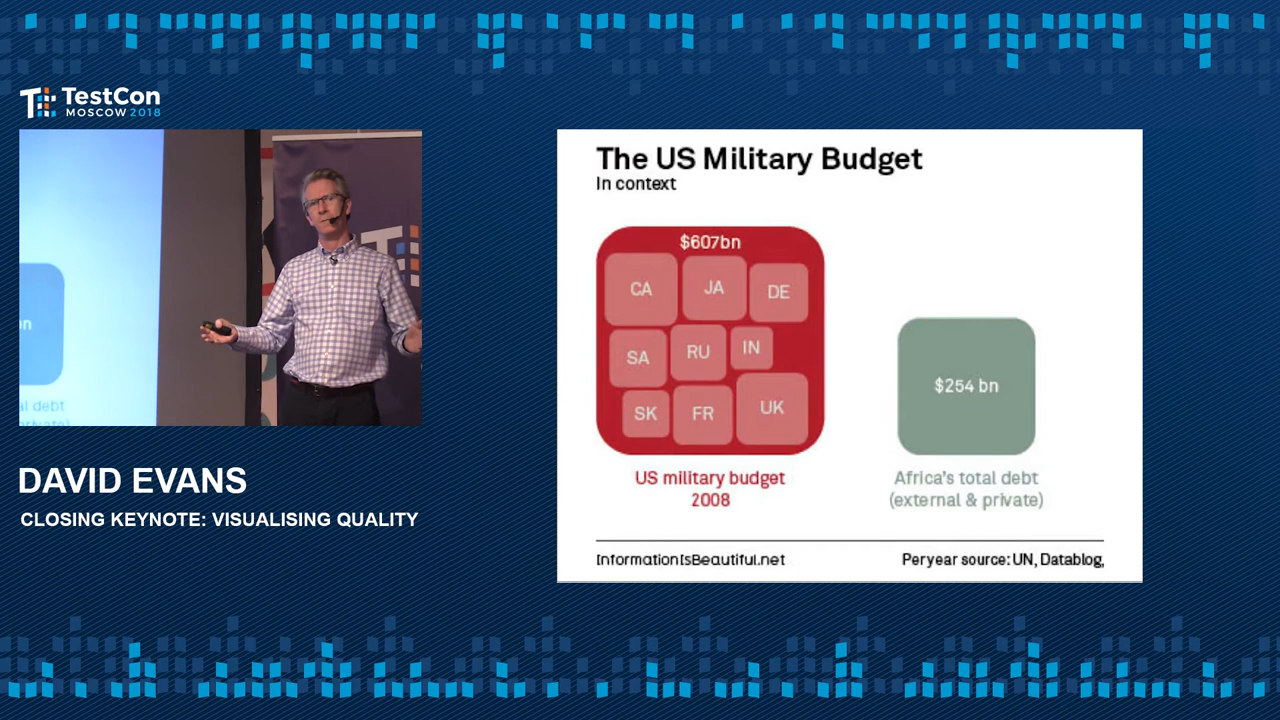 TestCon
MOSCOW 2018
DAVID EVANS
CLOSING KEYNOTE: VISUALISING QUALITY
The US Military Budget
In context
$607bn
CA JA DE
SA RU IN
SK FR UK
US military budget
2008
$254 bn
Africa's total debt
(external & private)
InformationIsBeautiful.net
Per year source: UN, Datablog,